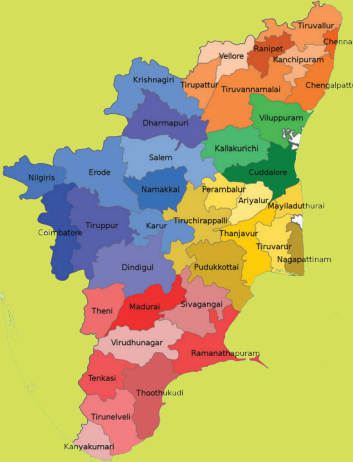 Tiruvallur
Chenna
Ranipet
Vellore
Kanchipuram
Krishnagiri
Tirupattur
Tiruvannamalai
Chengalpattu
Dharmapuri
Viluppuram
Kallakurichi
Salem
Cuddalore
Erode
Nilgiris
Namakkal
Perambalur
Ariyalur
Mayiladuthurai
Tiruchirappalli
Tiruppur
Karur
Coimbatore
Thanjavur
Tiruvarur
Nagapattinam
Dindigul
Pudukkottai
Sivagangai
Madurai
Theni
Virudhunagar
Ramanathapuram
Tenkasi
Thoothukudi
Tirunelveli
Kanyakumari